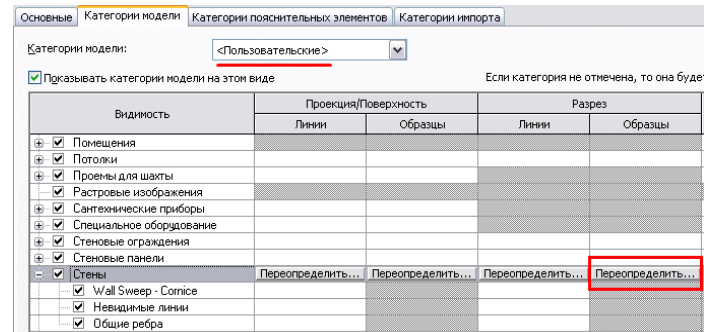 Основные Категории модели Категории пояснительных элементов Категории импорта
Категории модели: <Пользовательские>
Показывать категории модели на этом виде Если категория не отмечена, то она будет
Видимость Проекция/Поверхность Разрез
Линии Образцы Линии Образцы
Помещения
Потолки
Проемы для шахты
Растровые изображения
Сантехнические приборы
Специальное оборудование
Стеновые ограждения
Стеновые панели
Стены Переопределить... Переопределить... Переопределить... Переопределить...
Wall Sweep - Cornice
Невидимые линии
Общие ребра